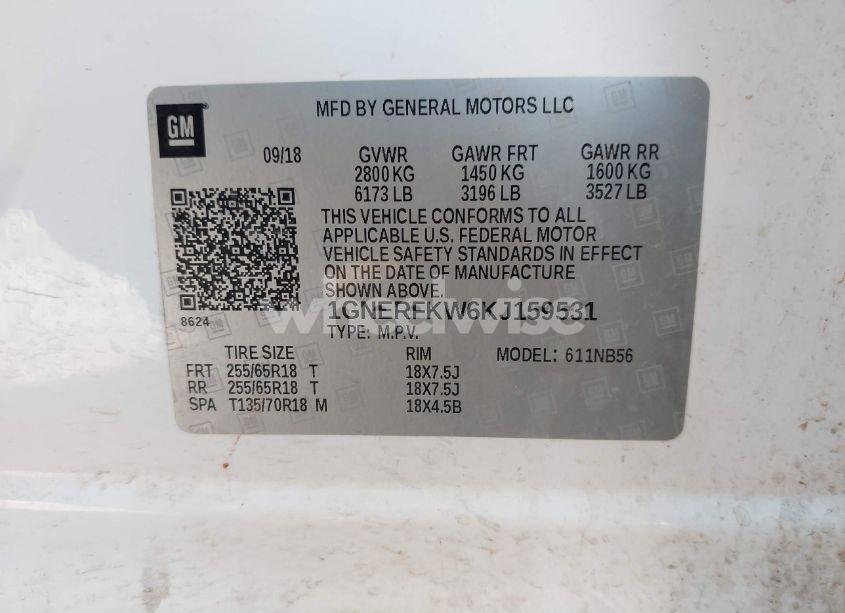 GM
MFD BY GENERAL MOTORS LLC
09/18 GVWR GAWR FRT GAWR RR
2800 KG 1450 KG 1600 KG
6173 LB 3196 LB 3527 LB
THIS VEHICLE CONFORMS TO ALL
APPLICABLE U.S. FEDERAL MOTOR
VEHICLE SAFETY STANDARDS IN EFFECT
ON THE DATE OF MANUFACTURE
SHOWN ABOVE.
8624 1GNERFKW6KJ159531
TYPE: M.P.V.
TIRE SIZE RIM MODEL: 611NB56
FRT 255/65R18 T 18X7.5J
RR 255/65R18 T 18X7.5J
SPA T135/70R18 M 18X4.5B